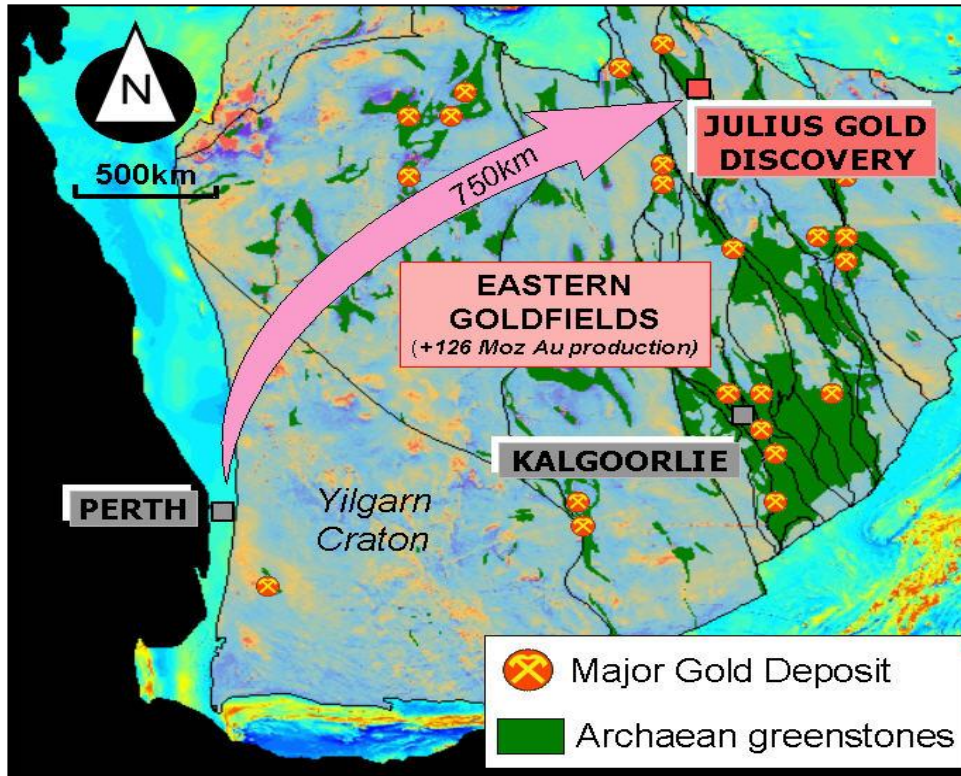 N
500km
750km
JULIUS GOLD
DISCOVERY
EASTERN
GOLDFIELDS
(+126 Moz Au production)
KALGOORLIE
PERTH
Yilgarn
Craton
Major Gold Deposit
Archaean greenstones